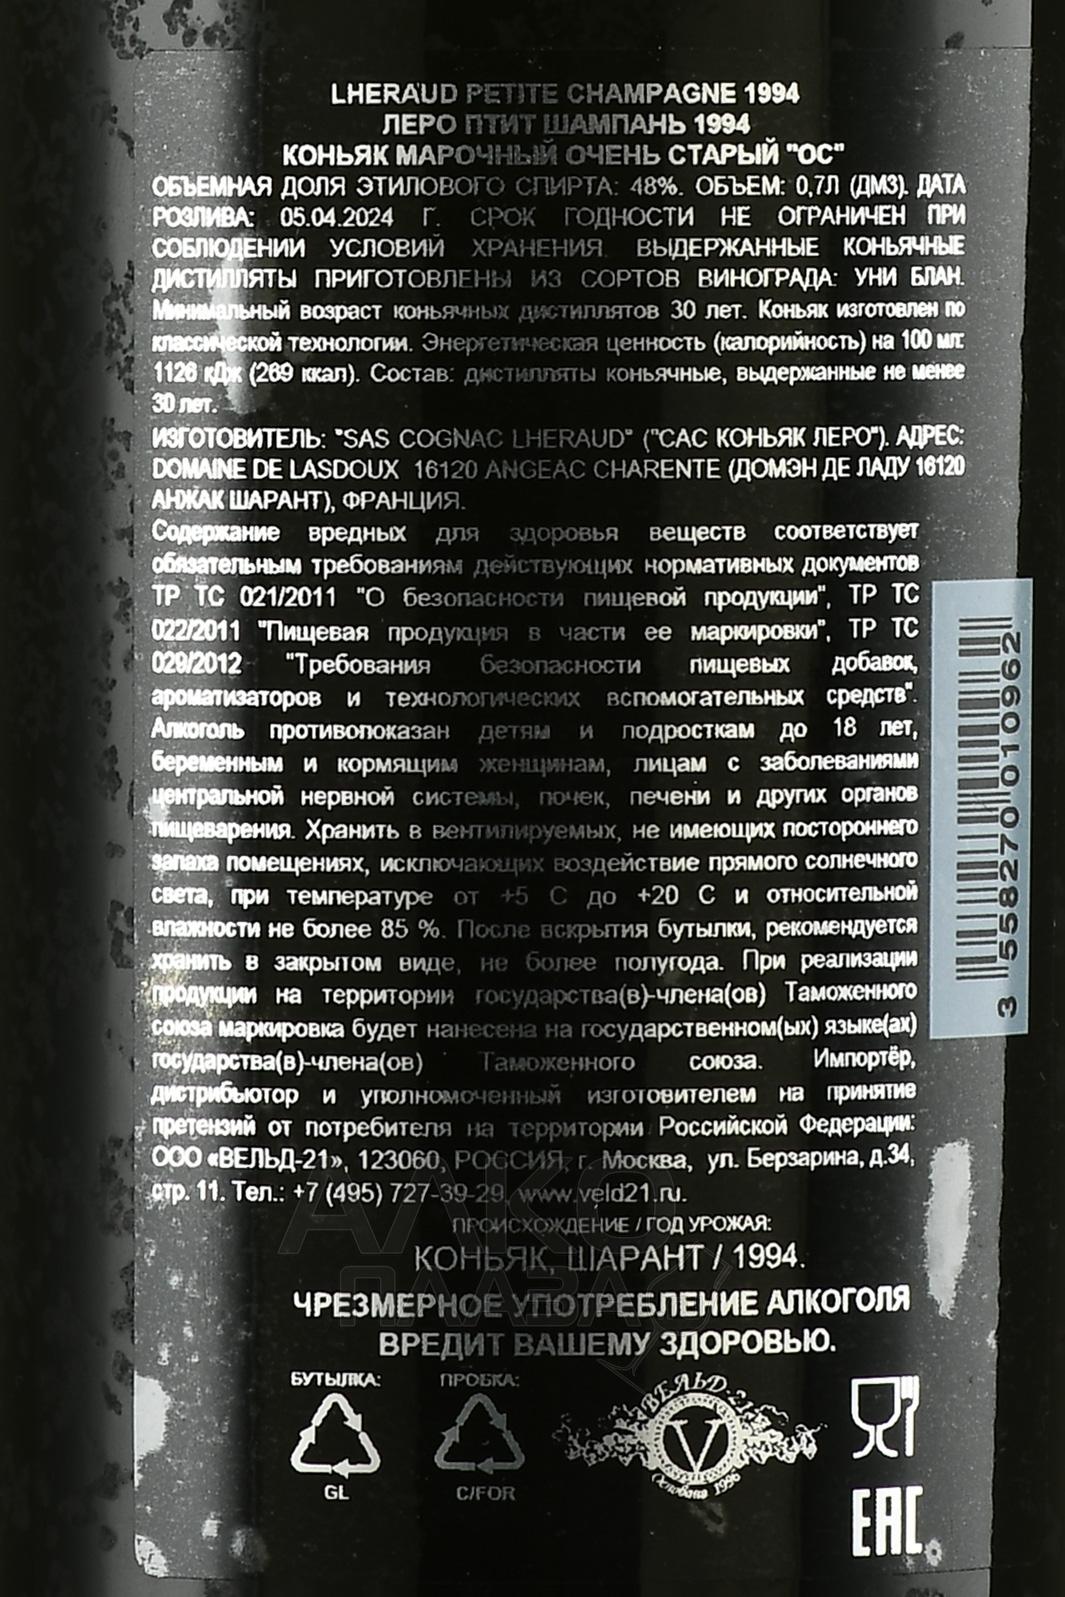 LHERAUD PETITE CHAMPAGNE 1994
ЛЕРО ПТИТ ШАМПАНЬ 1994
КОНЬЯК МАРОЧНЫЙ ОЧЕНЬ СТАРЫЙ "ОС"
ОБЪЕМНАЯ ДОЛЯ ЭТИЛОВОГО СПИРТА: 48%. ОБЪЕМ: 0,7Л (ДМ3). ДАТА
РОЗЛИВА: 05.04.2024 Г. СРОК ГОДНОСТИ НЕ ОГРАНИЧЕН ПРИ
СОБЛЮДЕНИИ УСЛОВИЙ ХРАНЕНИЯ. ВЫДЕРЖАННЫЕ КОНЬЯЧНЫЕ
ДИСТИЛЛЯТЫ ПРИГОТОВЛЕНЫ ИЗ СОРТОВ ВИНОГРАДА: УНИ БЛАН.
Минимальный возраст коньячных дистиллятов 30 лет. Коньяк изготовлен по
классической технологии. Энергетическая ценность (калорийность) на 100 мл:
1126 кДж (269 ккал). Состав: дистилляты коньячные, выдержанные не менее
30 лет.
ИЗГОТОВИТЕЛЬ: "SAS COGNAC LHERAUD" ("САС КОНЬЯК ЛЕРО"). АДРЕС:
DOMAINE DE LASDOUX 16120 ANGEAC CHARENTE (ДОМЭН ДЕ ЛАДУ 16120
АНЖАК ШАРАНТ), ФРАНЦИЯ.
Содержание вредных для здоровья веществ соответствует
обязательным требованиям действующих нормативных документов
ТР ТС 021/2011 "О безопасности пищевой продукции", ТР ТС
022/2011 "Пищевая продукция в части ее маркировки", ТР ТС
029/2012 "Требования безопасности пищевых добавок,
ароматизаторов и технологических вспомогательных средств".
Алкоголь противопоказан детям и подросткам до 18 лет,
беременным и кормящим женщинам, лицам с заболеваниями
центральной нервной системы, почек, печени и других органов
пищеварения. Хранить в вентилируемых, не имеющих постороннего
запаха помещениях, исключающих воздействие прямого солнечного
света, при температуре от +5 С до +20 С и относительной
влажности не более 85 %. После вскрытия бутылки, рекомендуется
хранить в закрытом виде, не более полугода. При реализации
продукции на территории государства(в)-члена(ов) Таможенного
союза маркировка будет нанесена на государственном(ых) языке(ах)
государства(в)-члена(ов) Таможенного союза. Импортёр,
дистрибьютор и уполномоченный изготовителем на принятие
претензий от потребителя на территории Российской Федерации:
ООО «ВЕЛЬД-21», 123060, РОССИЯ, г. Москва, ул. Берзарина, д.34,
стр. 11. Тел.: +7 (495) 727-39-29, www.veld21.ru.
ПРОИСХОЖДЕНИЕ / ГОД УРОЖАЯ:
КОНЬЯК, ШАРАНТ / 1994.
ЧРЕЗМЕРНОЕ УПОТРЕБЛЕНИЕ АЛКОГОЛЯ
ВРЕДИТ ВАШЕМУ ЗДОРОВЬЮ.
БУТЫЛКА: ПРОБКА:
GL C/FOR
ВЕЛЬД-21
V
Основана 1996
EAC
3 558270 010962
АЛКО
ПЛАЗА